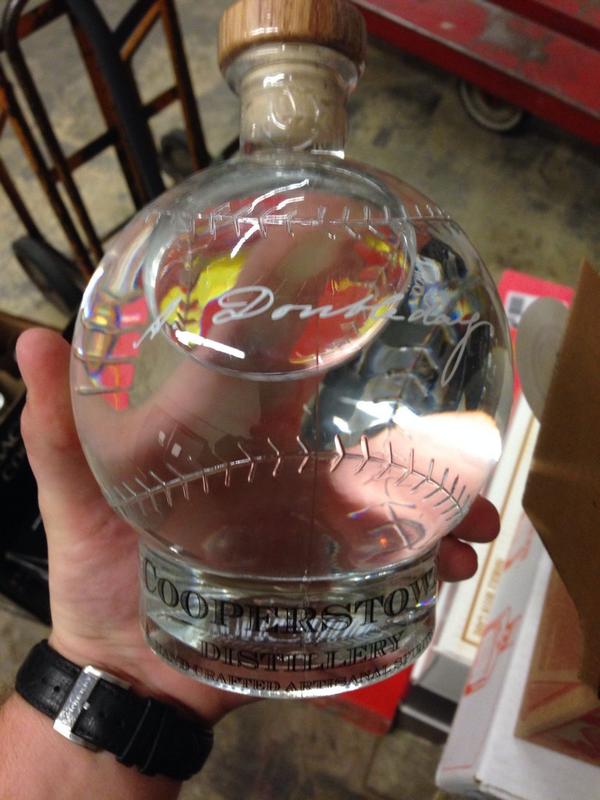 A. Doubleday
COOPERSTOWN
DISTILLERY
HAND CRAFTED ARTISANAL SPIRITS